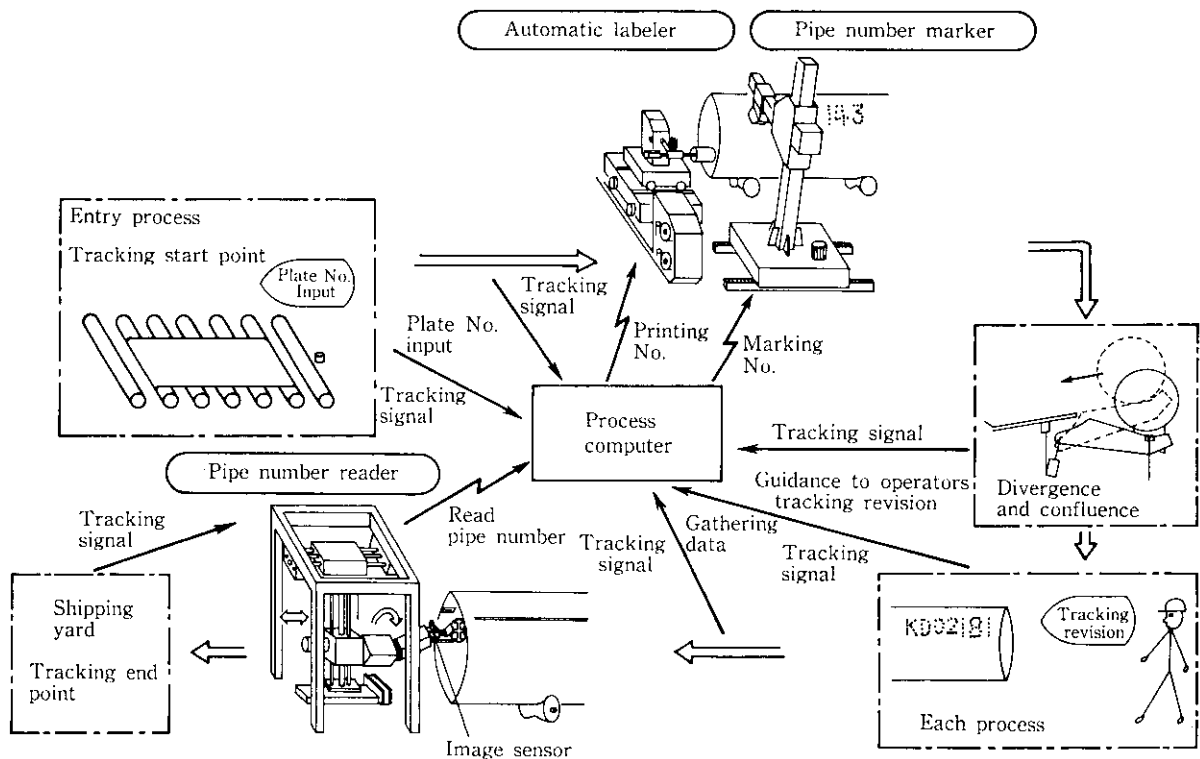 Automatic labeler
Pipe number marker
143
Entry process
Tracking start point
Plate No.
Input
Tracking
signal
Plate No.
input
Tracking
signal
Printing
No.
Marking
No.
Process
computer
Tracking signal
Guidance to operators
tracking revision
Divergence
and confluence
Pipe number reader
Tracking
signal
Read
pipe number
Tracking
signal
Gathering
data
Tracking
signal
Shipping
yard
Tracking end
point
KD02181
Tracking
revision
Each process
Image sensor